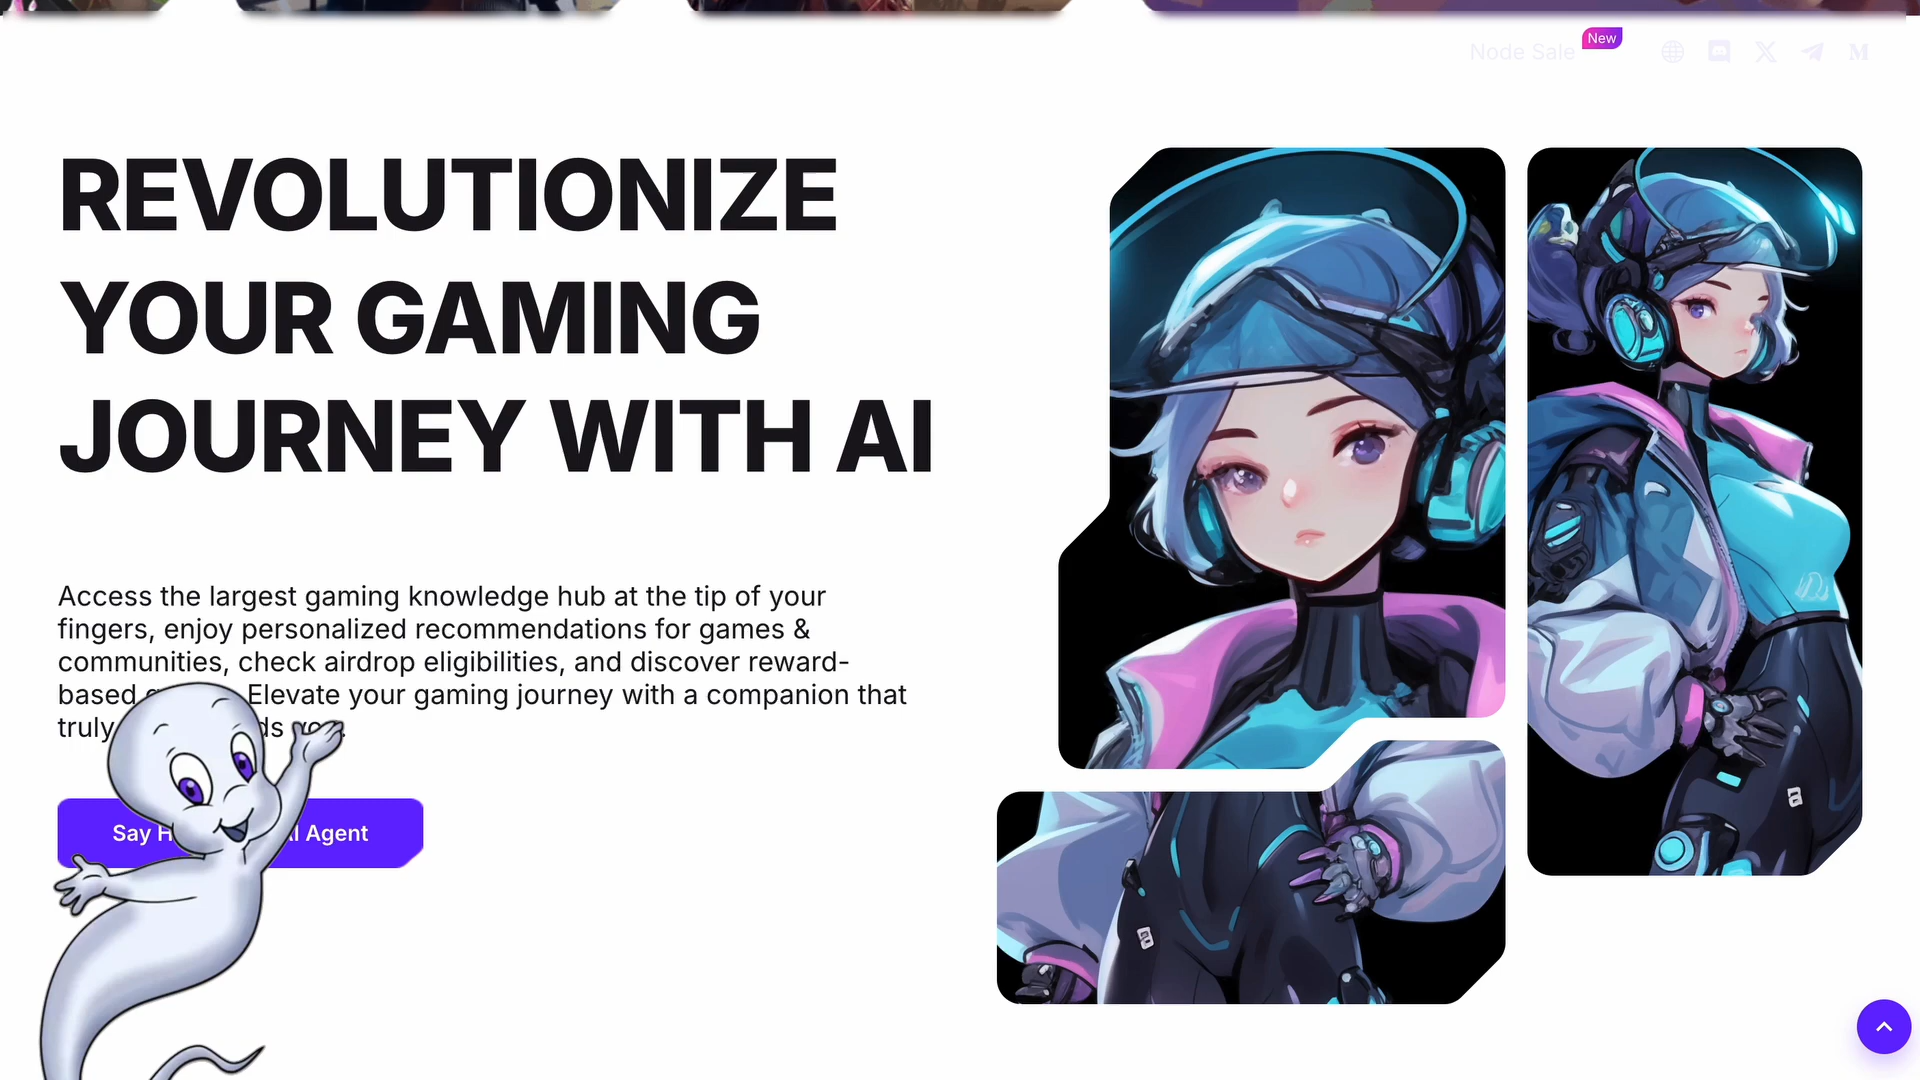 Node Sale
New
REVOLUTIONIZE
YOUR GAMING
JOURNEY WITH AI
Access the largest gaming knowledge hub at the tip of your
fingers, enjoy personalized recommendations for games &
communities, check airdrop eligibilities, and discover reward-
based Elevate your gaming journey with a companion that
truly
Say AI Agent